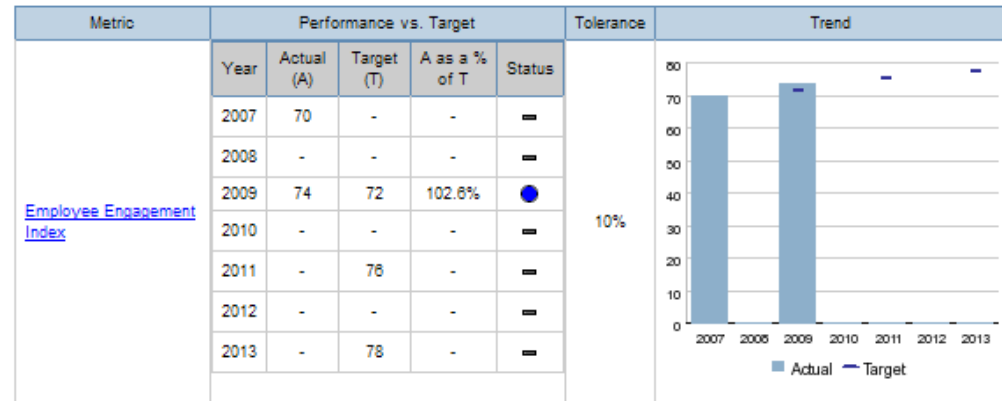 Metric Performance vs. Target Tolerance Trend
Year Actual (A) Target (T) A as a % of T Status
2007 70 - -
2008 - - -
2009 74 72 102.6%
2010 - - -
2011 - 76 -
2012 - - -
2013 - 78 -
Employee Engagement
Index
10%
80
70
60
50
40
30
20
10
0
2007 2008 2009 2010 2011 2012 2013
Actual Target